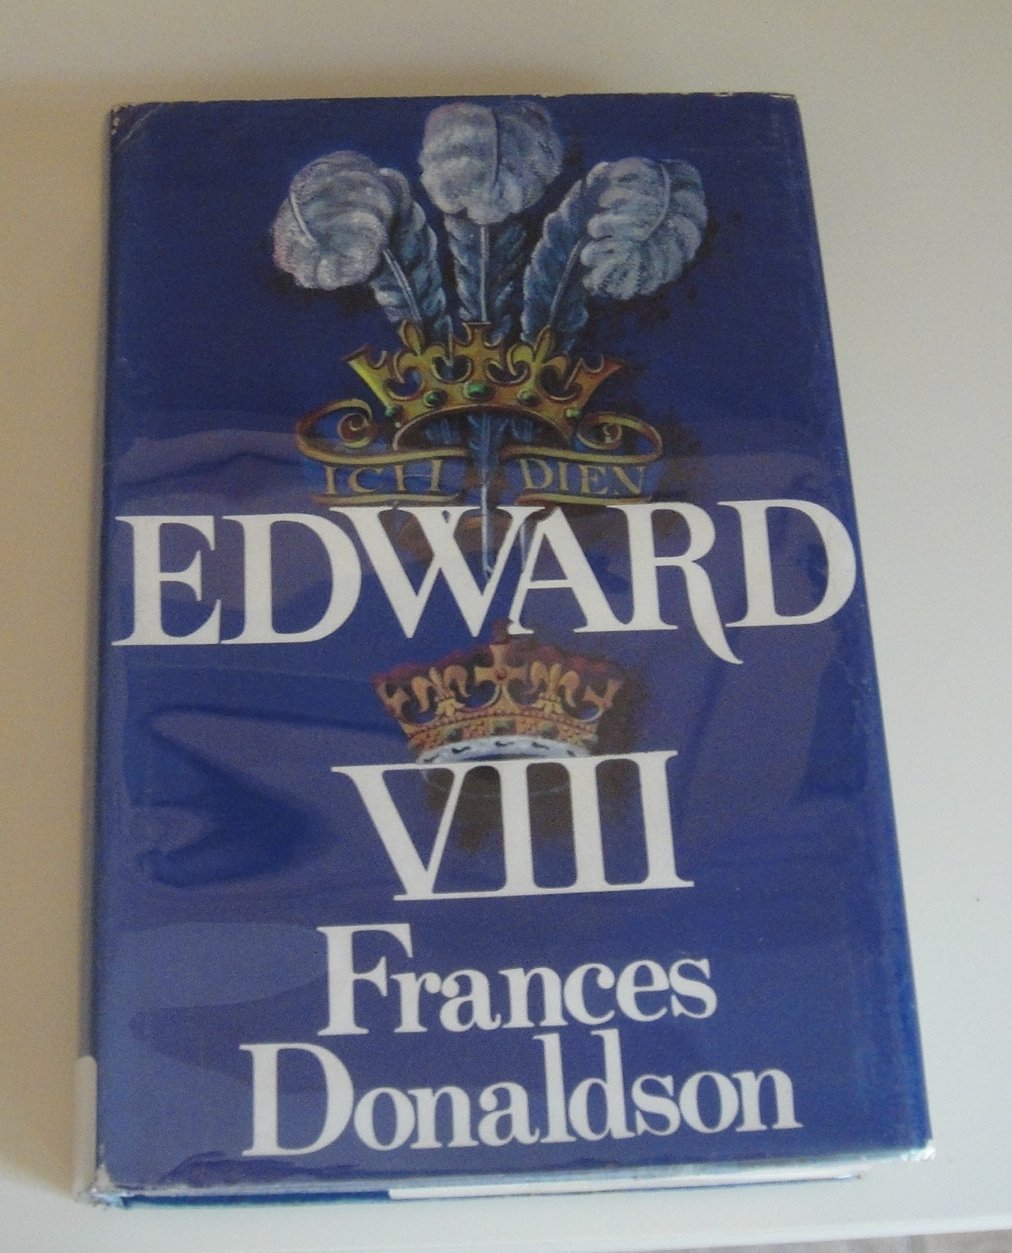 ICH DIEN
EDWARD
VIII
Frances
Donaldson